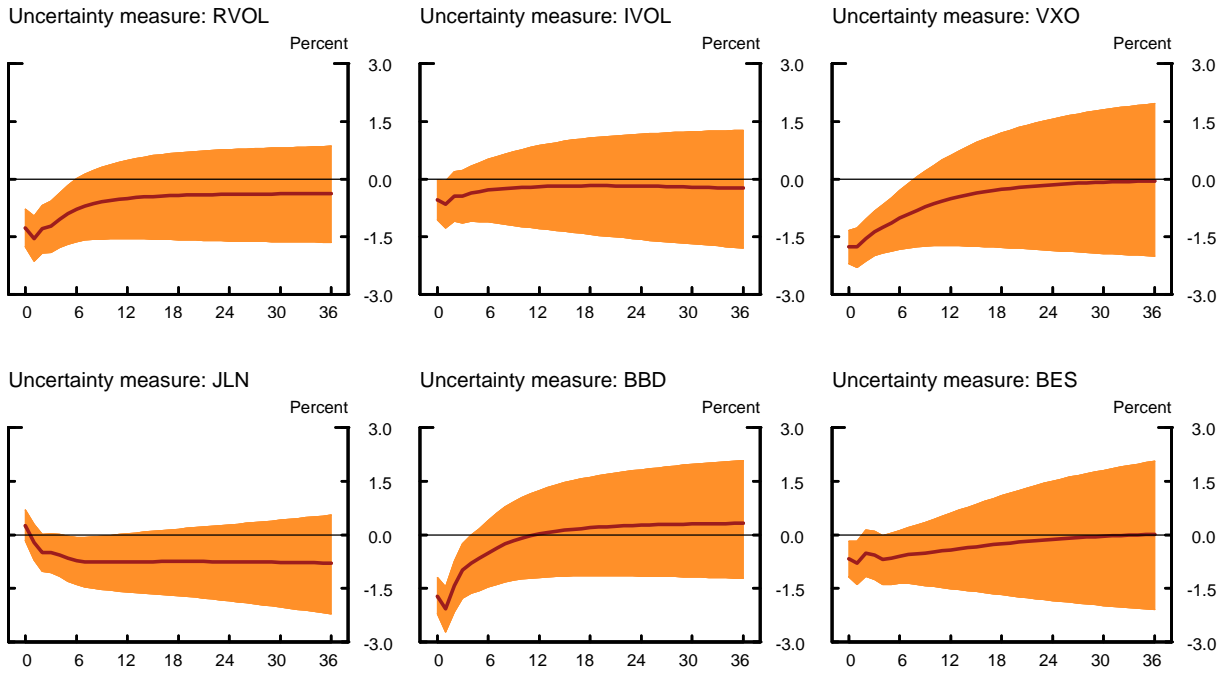 Uncertainty measure: RVOL
Percent
3.0
1.5
0.0
-1.5
-3.0
0 6 12 18 24 30 36
Uncertainty measure: IVOL
Percent
3.0
1.5
0.0
-1.5
-3.0
0 6 12 18 24 30 36
Uncertainty measure: VXO
Percent
3.0
1.5
0.0
-1.5
-3.0
0 6 12 18 24 30 36
Uncertainty measure: JLN
Percent
3.0
1.5
0.0
-1.5
-3.0
0 6 12 18 24 30 36
Uncertainty measure: BBD
Percent
3.0
1.5
0.0
-1.5
-3.0
0 6 12 18 24 30 36
Uncertainty measure: BES
Percent
3.0
1.5
0.0
-1.5
-3.0
0 6 12 18 24 30 36